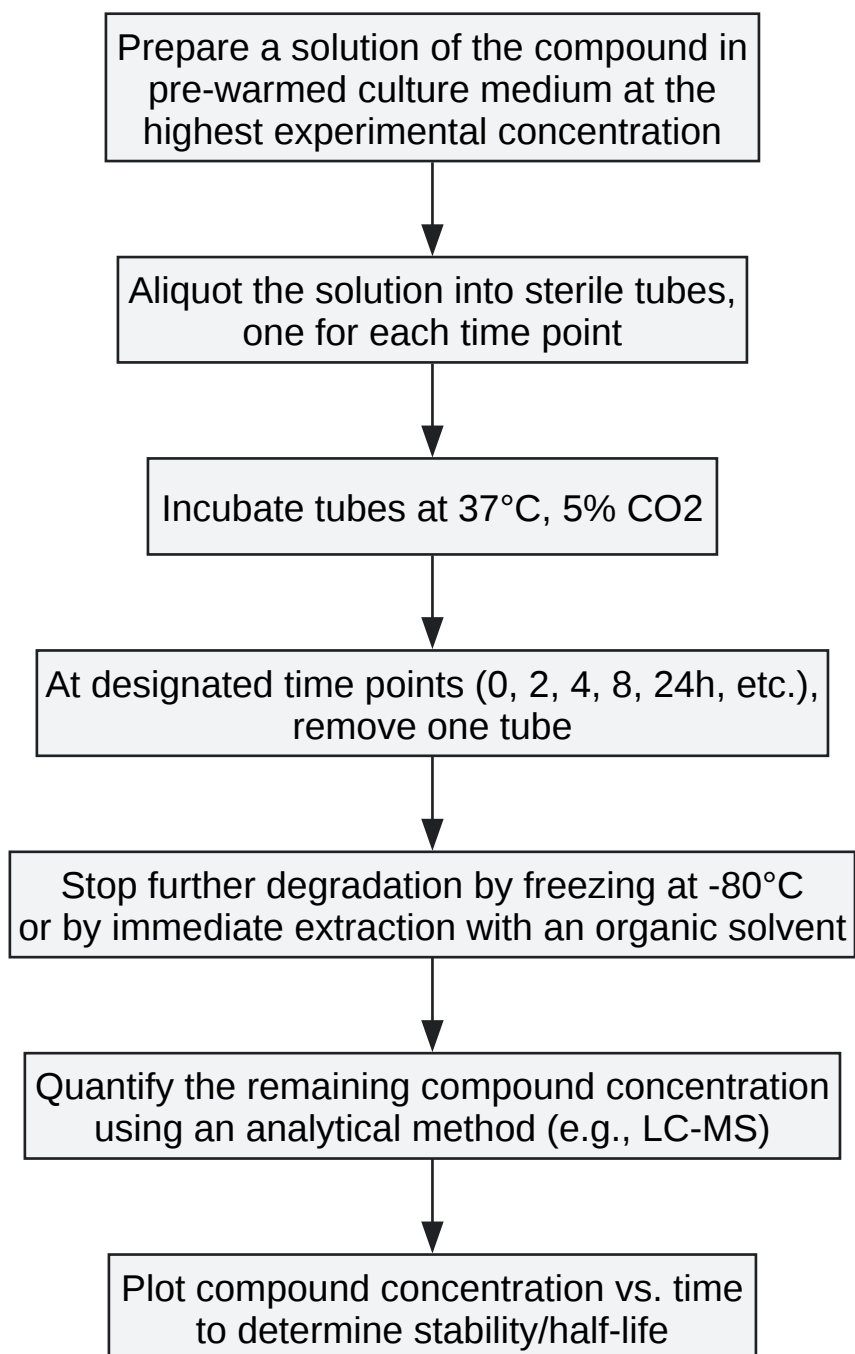 Prepare a solution of the compound in
pre-warmed culture medium at the
highest experimental concentration
Aliquot the solution into sterile tubes,
one for each time point
Incubate tubes at 37°C, 5% CO2
At designated time points (0, 2, 4, 8, 24h, etc.),
remove one tube
Stop further degradation by freezing at -80°C
or by immediate extraction with an organic solvent
Quantify the remaining compound concentration
using an analytical method (e.g., LC-MS)
Plot compound concentration vs. time
to determine stability/half-life